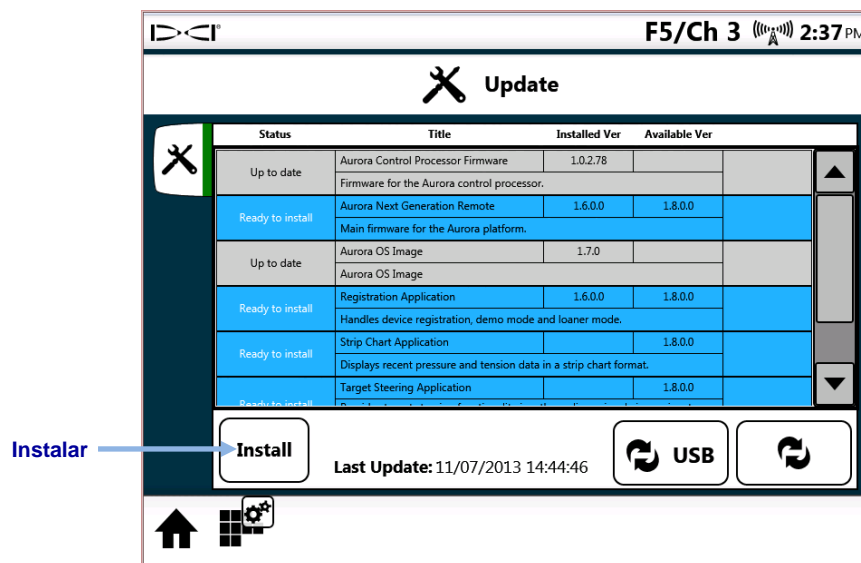 DCI®
F5/Ch 3 2:37 PM
Update
Status Title Installed Ver Available Ver
Up to date Aurora Control Processor Firmware 1.0.2.78
Firmware for the Aurora control processor.
Ready to install Aurora Next Generation Remote 1.6.0.0 1.8.0.0
Main firmware for the Aurora platform.
Up to date Aurora OS Image 1.7.0
Aurora OS Image
Ready to install Registration Application 1.6.0.0 1.8.0.0
Handles device registration, demo mode and loaner mode.
Ready to install Strip Chart Application 1.8.0.0
Displays recent pressure and tension data in a strip chart format.
Ready to install Target Steering Application 1.8.0.0
Instalar
Install
Last Update: 11/07/2013 14:44:46
USB